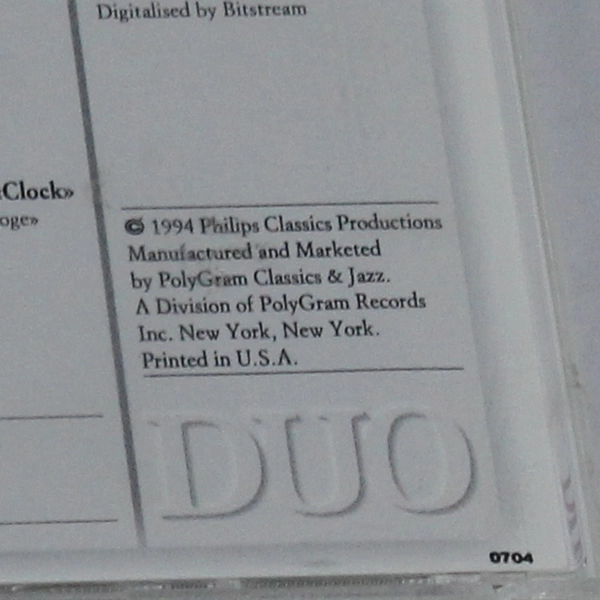 Digitalised by Bitstream
Clock»
oge»
© 1994 Philips Classics Productions
Manufactured and Marketed
by PolyGram Classics & Jazz.
A Division of PolyGram Records
Inc. New York, New York.
Printed in U.S.A.
DUO
0704